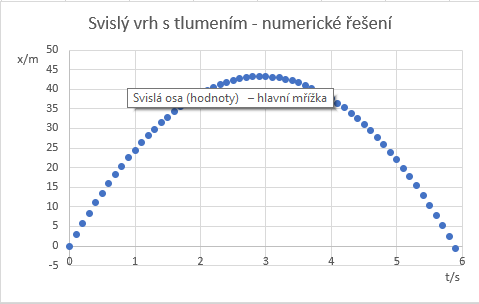 Svislý vrh s tlumením - numerické řešení
x/m
50
45
40
35
30
25
20
15
10
5
0
-5
Svislá osa (hodnoty) – hlavní mřížka
0 1 2 3 4 5 6
t/s